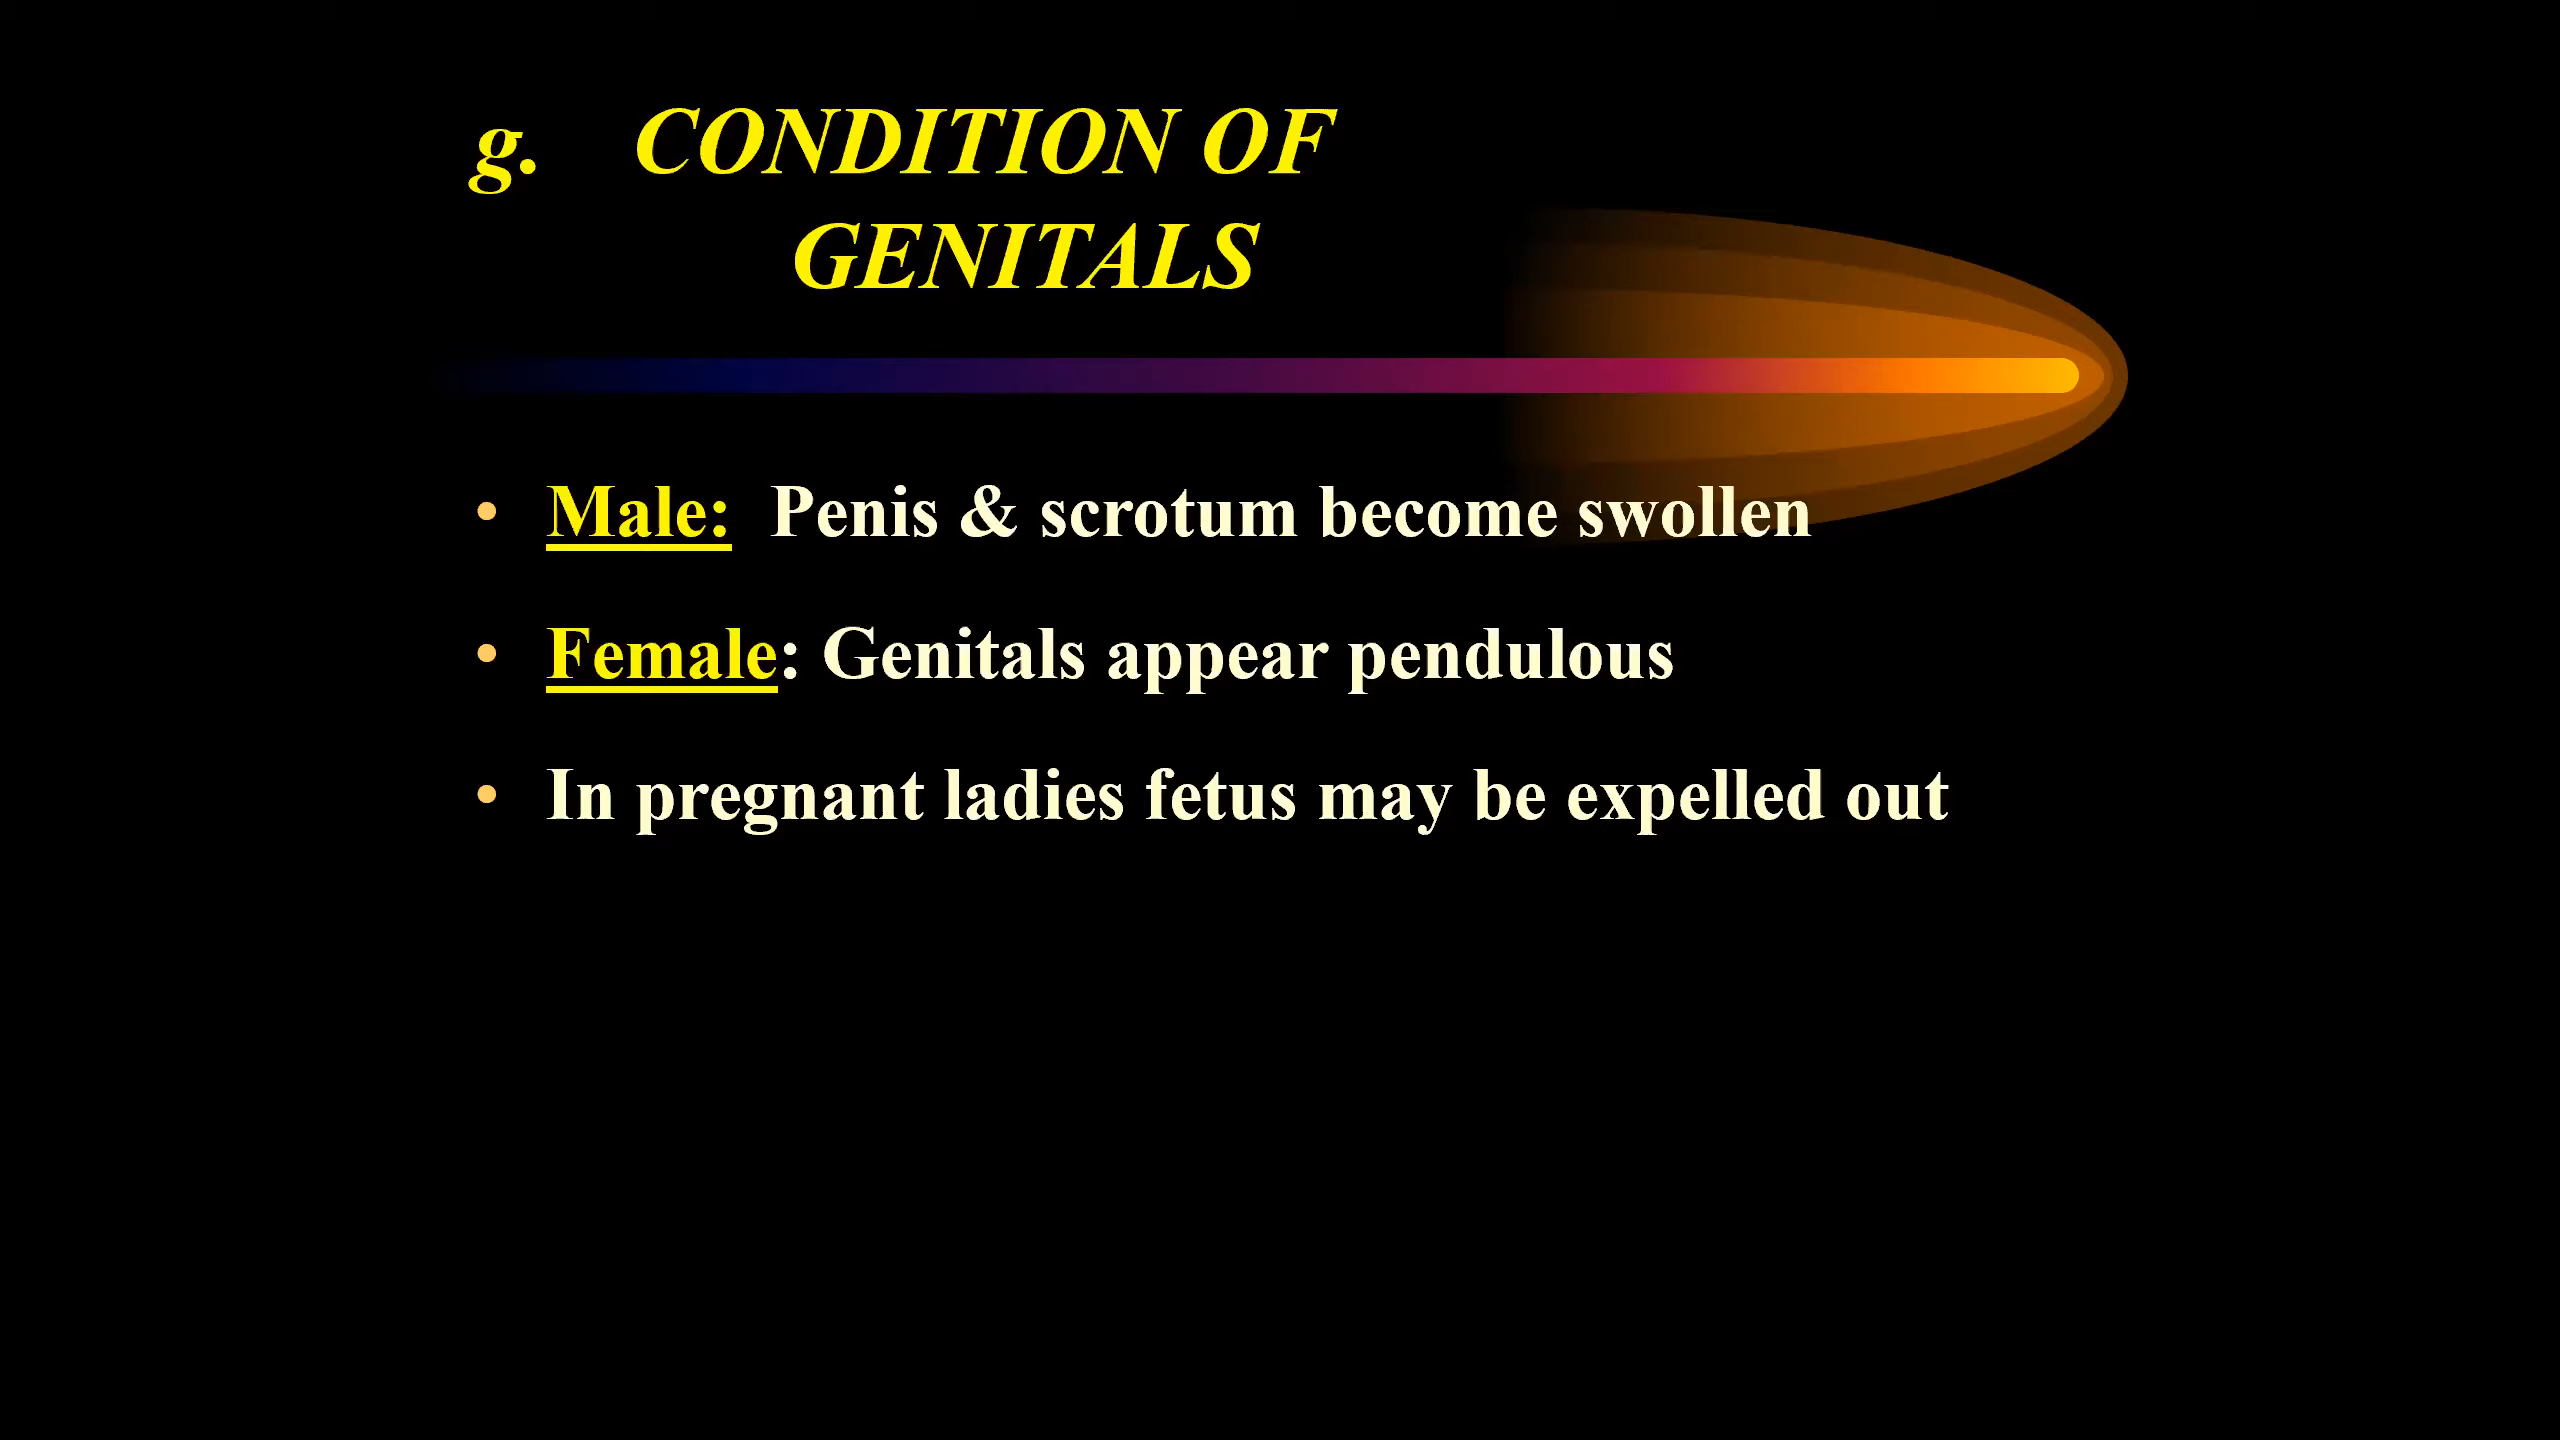 g. CONDITION OF
GENITALS
• Male: Penis & scrotum become swollen
• Female: Genitals appear pendulous
• In pregnant ladies fetus may be expelled out